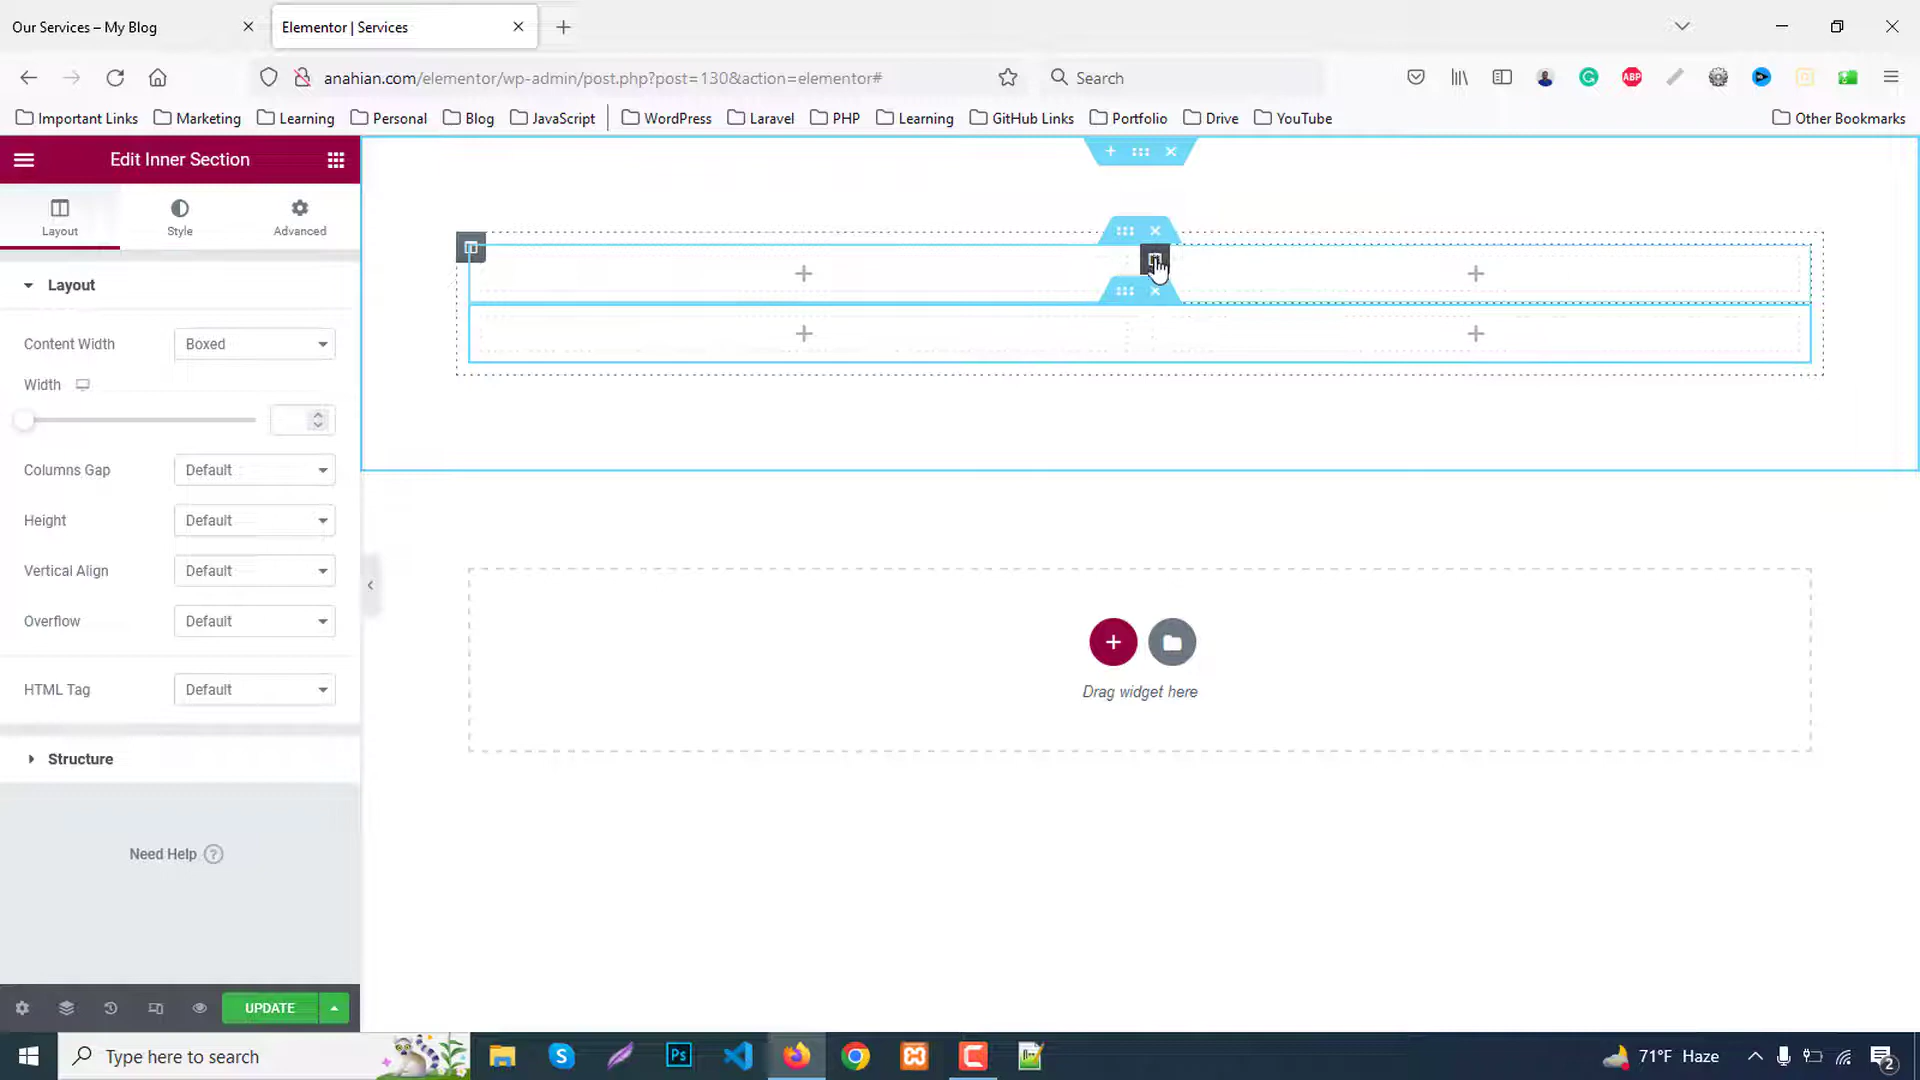 Our Services – My Blog
Elementor | Services
anahian.com/elementor/wp-admin/post.php?post=130&action=elementor#
Search
Important Links
Marketing
Learning
Personal
Blog
JavaScript
WordPress
Laravel
PHP
Learning
GitHub Links
Portfolio
Drive
YouTube
Other Bookmarks
Edit Inner Section
Layout
Style
Advanced
Layout
Content Width
Boxed
Width
Columns Gap
Default
Height
Default
Vertical Align
Default
Overflow
Default
HTML Tag
Default
Structure
Need Help ?
Drag widget here
UPDATE
Type here to search
Ps
71°F Haze
2